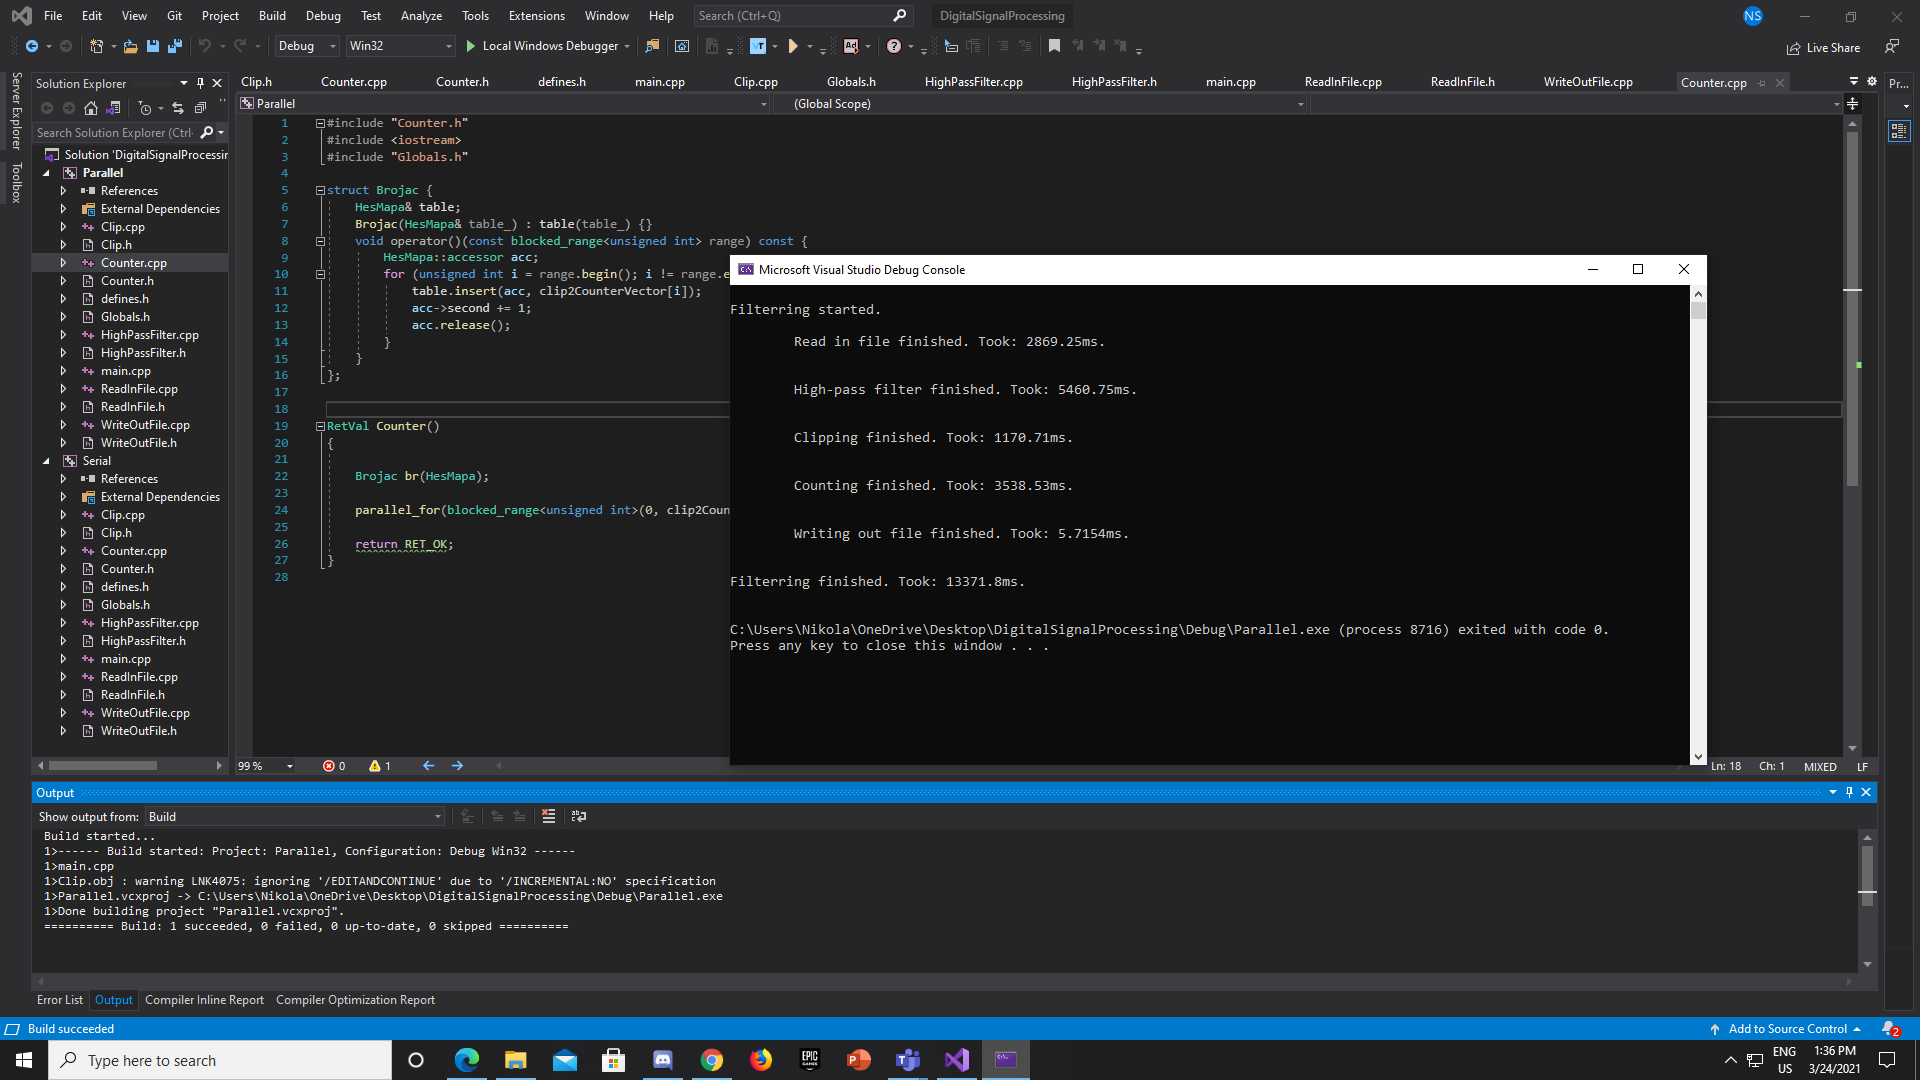 File Edit View Git Project Build Debug Test Analyze Tools Extensions Window Help Search (Ctrl+Q) DigitalSignalProcessing NS
Debug Win32 Local Windows Debugger Live Share
Server Explorer
Toolbox
Solution Explorer
Search Solution Explorer (Ctrl-
Solution 'DigitalSignalProcessin
Parallel
References
External Dependencies
Clip.cpp
Clip.h
Counter.cpp
Counter.h
defines.h
Globals.h
HighPassFilter.cpp
HighPassFilter.h
main.cpp
ReadInFile.cpp
ReadInFile.h
WriteOutFile.cpp
WriteOutFile.h
Serial
References
External Dependencies
Clip.cpp
Clip.h
Counter.cpp
Counter.h
defines.h
Globals.h
HighPassFilter.cpp
HighPassFilter.h
main.cpp
ReadInFile.cpp
ReadInFile.h
WriteOutFile.cpp
WriteOutFile.h
Clip.h Counter.cpp Counter.h defines.h main.cpp Clip.cpp Globals.h HighPassFilter.cpp HighPassFilter.h main.cpp ReadInFile.cpp ReadInFile.h WriteOutFile.cpp Counter.cpp Pr...
Parallel (Global Scope)
1 #include "Counter.h"
2 #include <iostream>
3 #include "Globals.h"
4
5 struct Brojac {
6 HesMapa& table;
7 Brojac(HesMapa& table_) : table(table_) {}
8 void operator()(const blocked_range<unsigned int> range) const {
9 HesMapa::accessor acc;
10 for (unsigned int i = range.begin(); i != range.e
11 table.insert(acc, clip2CounterVector[i]);
12 acc->second += 1;
13 acc.release();
14 }
15 }
16 };
17
18
19 RetVal Counter()
20 {
21
22 Brojac br(HesMapa);
23
24 parallel_for(blocked_range<unsigned int>(0, clip2Coun
25
26 return RET_OK;
27 }
28
Microsoft Visual Studio Debug Console
Filterring started.
Read in file finished. Took: 2869.25ms.
High-pass filter finished. Took: 5460.75ms.
Clipping finished. Took: 1170.71ms.
Counting finished. Took: 3538.53ms.
Writing out file finished. Took: 5.7154ms.
Filterring finished. Took: 13371.8ms.
C:\Users\Nikola\OneDrive\Desktop\DigitalSignalProcessing\Debug\Parallel.exe (process 8716) exited with code 0.
Press any key to close this window . . .
99 % 0 1 Ln: 18 Ch: 1 MIXED LF
Output
Show output from: Build
Build started...
1>------ Build started: Project: Parallel, Configuration: Debug Win32 ------
1>main.cpp
1>Clip.obj : warning LNK4075: ignoring '/EDITANDCONTINUE' due to '/INCREMENTAL:NO' specification
1>Parallel.vcxproj -> C:\Users\Nikola\OneDrive\Desktop\DigitalSignalProcessing\Debug\Parallel.exe
1>Done building project "Parallel.vcxproj".
========== Build: 1 succeeded, 0 failed, 0 up-to-date, 0 skipped ==========
Error List Output Compiler Inline Report Compiler Optimization Report
Build succeeded Add to Source Control 2
Type here to search
EPIC GAMES
ENG
US
1:36 PM
3/24/2021